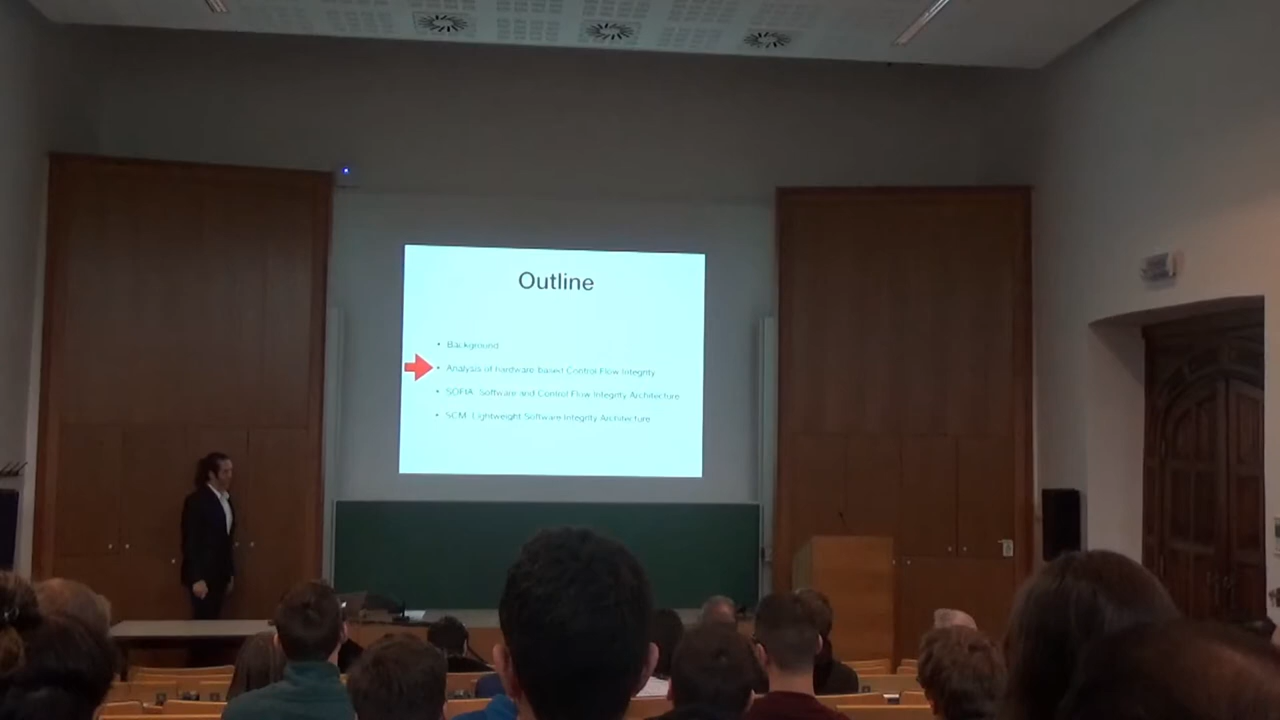 Outline
• Background
• Analysis of hardware-based Control Flow Integrity
• SOFIA: Software and Control Flow Integrity Architecture
• SCM: Lightweight Software Integrity Architecture